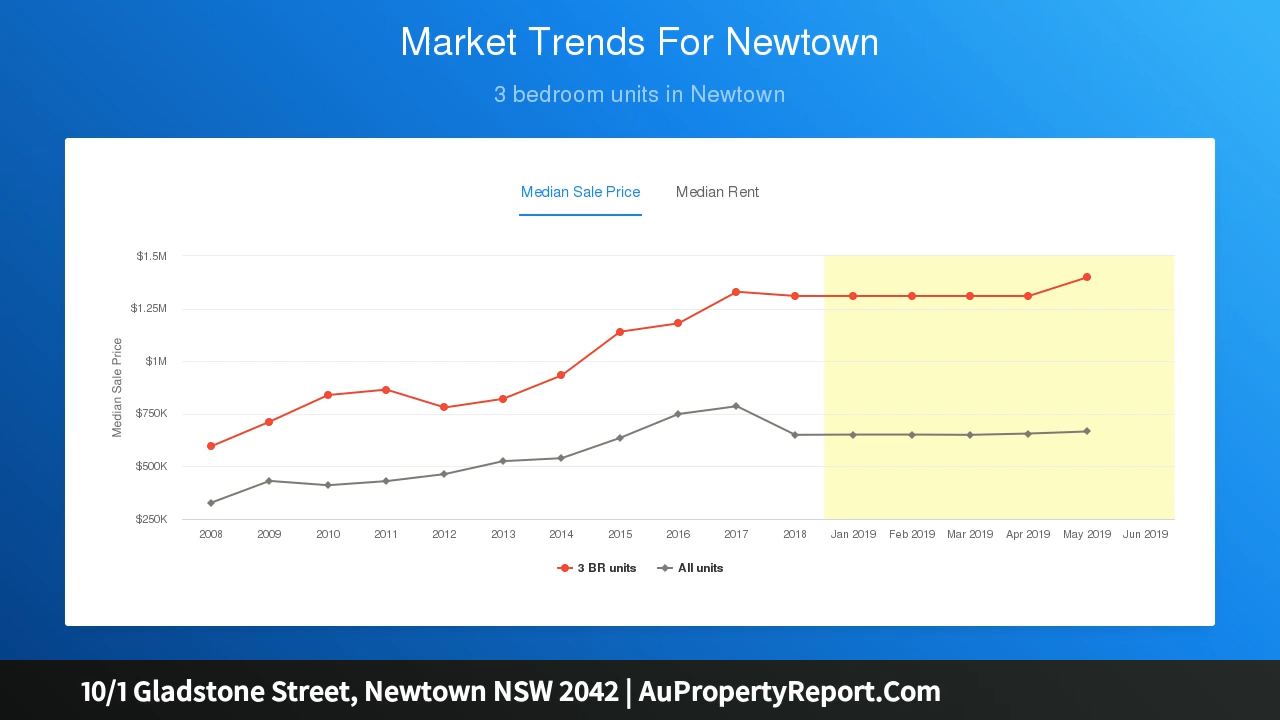 Market Trends For Newtown
3 bedroom units in Newtown
Median Sale Price Median Rent
$1.5M
$1.25M
$1M
$750K
$500K
$250K
Median Sale Price
2008 2009 2010 2011 2012 2013 2014 2015 2016 2017 2018 Jan 2019 Feb 2019 Mar 2019 Apr 2019 May 2019 Jun 2019
3 BR units All units
10/1 Gladstone Street, Newtown NSW 2042 | AuPropertyReport.Com